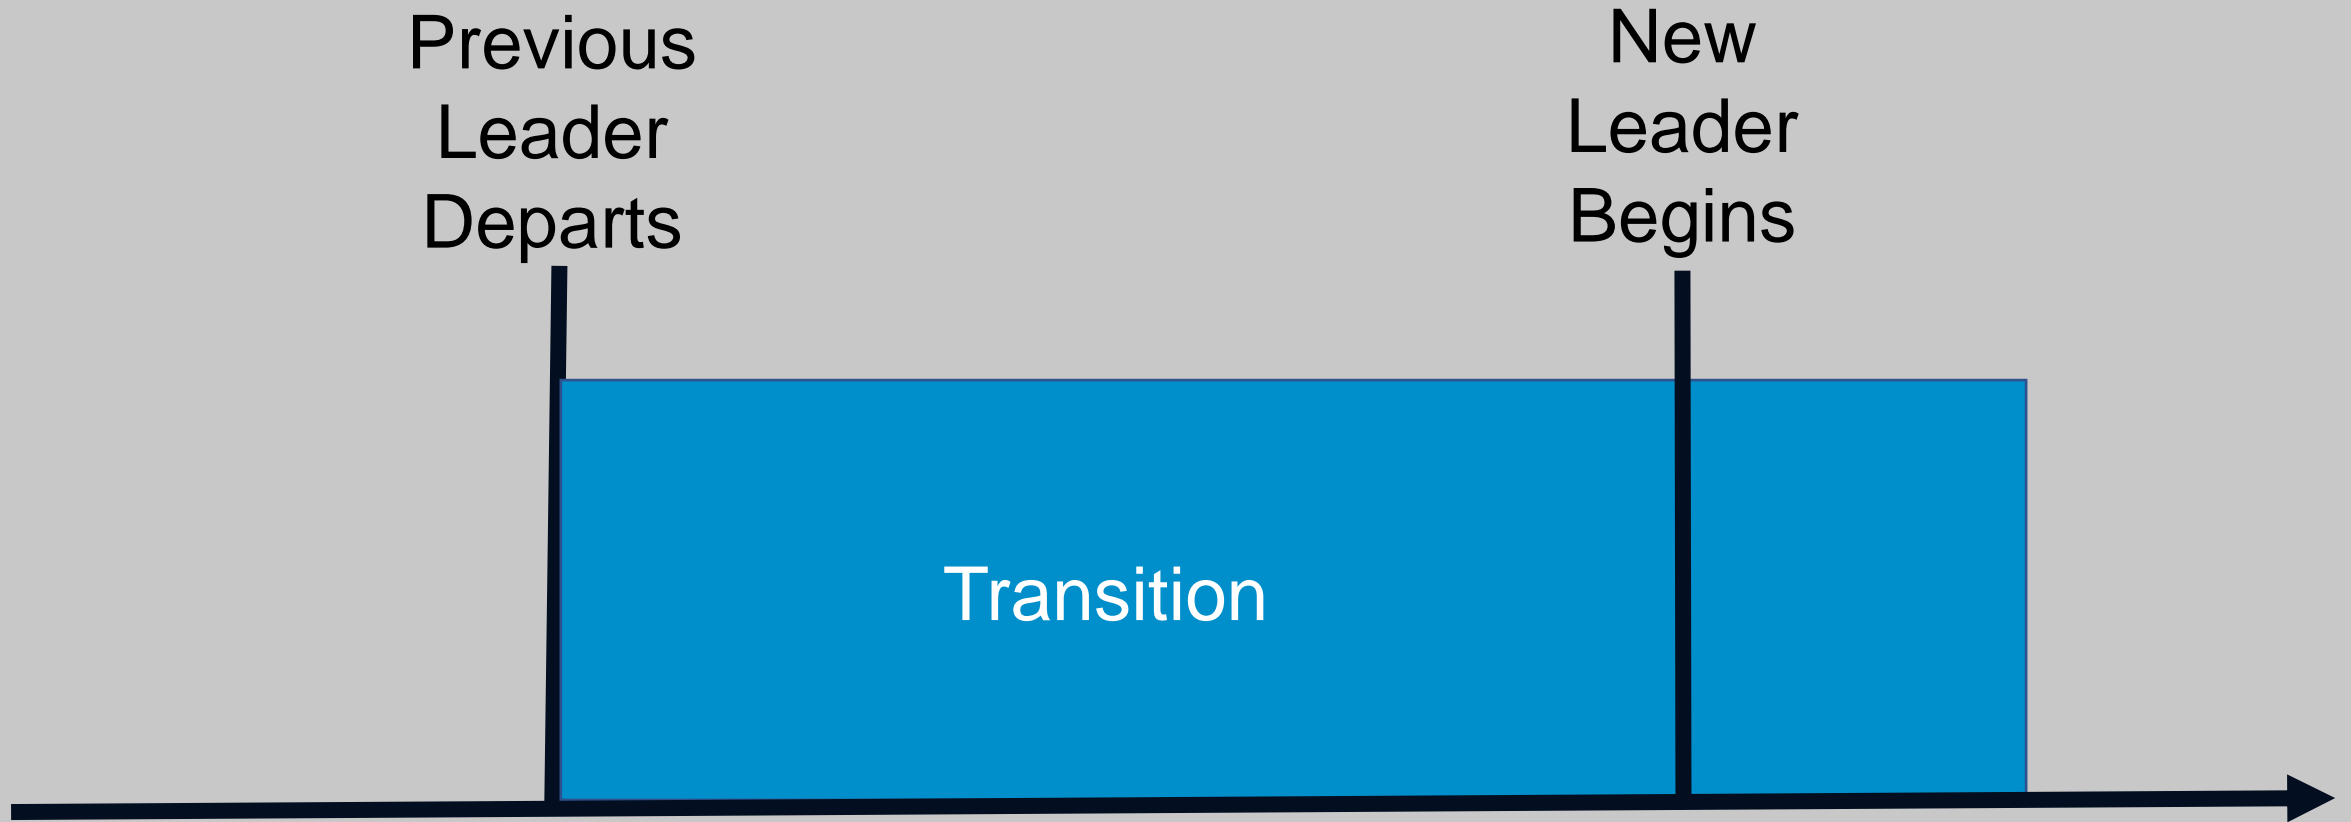 Previous
Leader
Departs
New
Leader
Begins
Transition